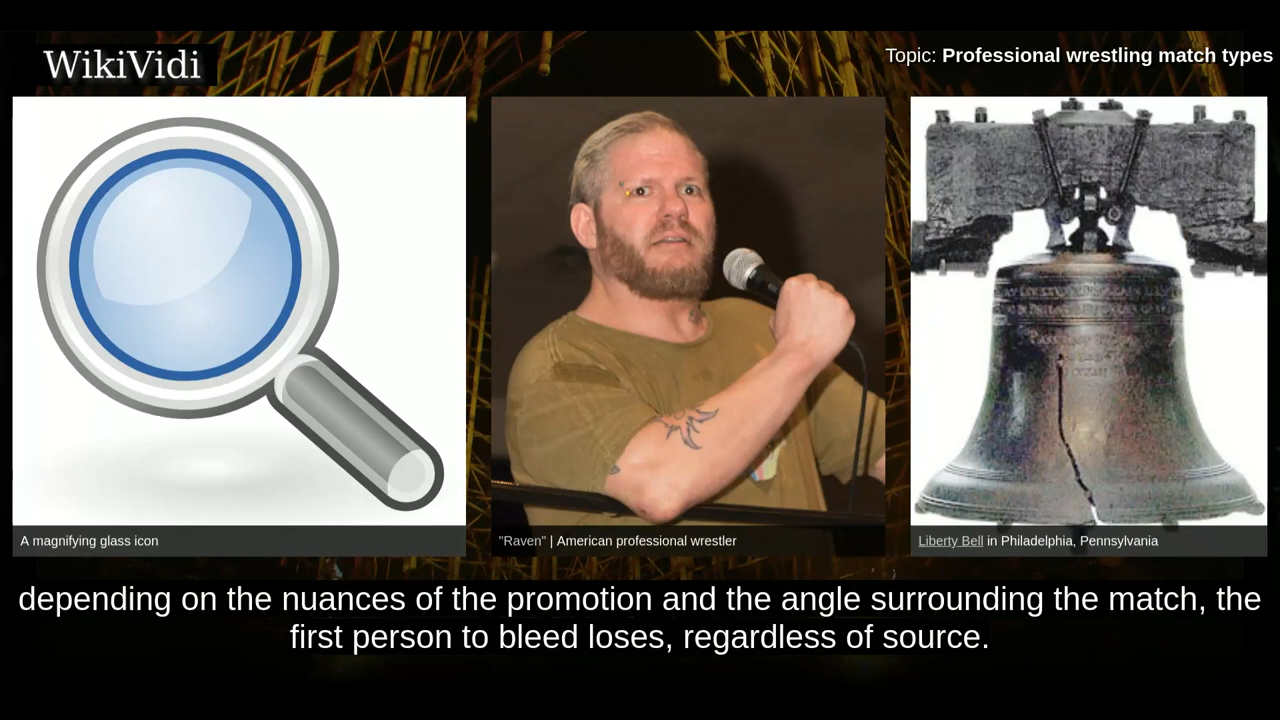 WikiVidi
Topic: Professional wrestling match types
A magnifying glass icon
"Raven" | American professional wrestler
Liberty Bell in Philadelphia, Pennsylvania
depending on the nuances of the promotion and the angle surrounding the match, the
first person to bleed loses, regardless of source.